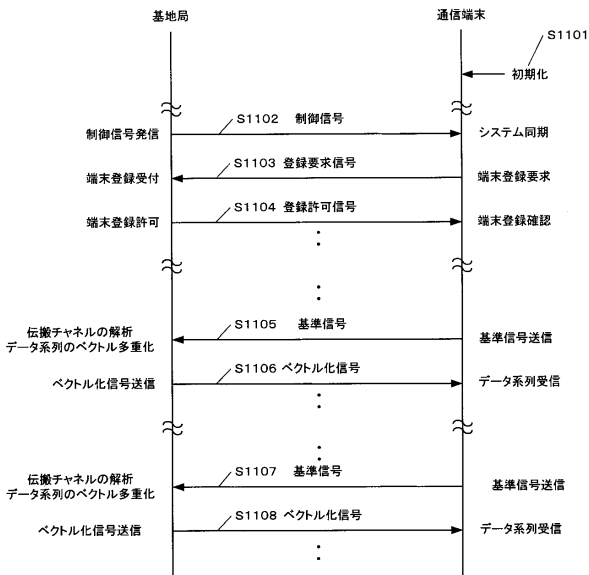 基地局
通信端末
S1101
初期化
制御信号発信
S1102 制御信号
システム同期
端末登録受付
S1103 登録要求信号
端末登録要求
端末登録許可
S1104 登録許可信号
端末登録確認
伝搬チャネルの解析
データ系列のベクトル多重化
S1105 基準信号
基準信号送信
ベクトル化信号送信
S1106 ベクトル化信号
データ系列受信
伝搬チャネルの解析
データ系列のベクトル多重化
S1107 基準信号
基準信号送信
ベクトル化信号送信
S1108 ベクトル化信号
データ系列受信